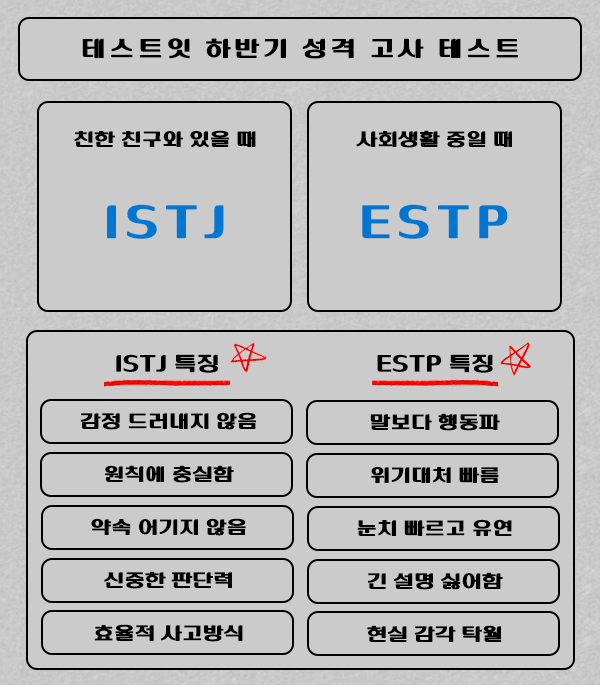 테스트잇 하반기 성격 고사 테스트
친한 친구와 있을 때
ISTJ
사회생활 중일 때
ESTP
ISTJ 특징
감정 드러내지 않음
원칙에 충실함
약속 어기지 않음
신중한 판단력
효율적 사고방식
ESTP 특징
말보다 행동파
위기대처 빠름
눈치 빠르고 유연
긴 설명 싫어함
현실 감각 탁월